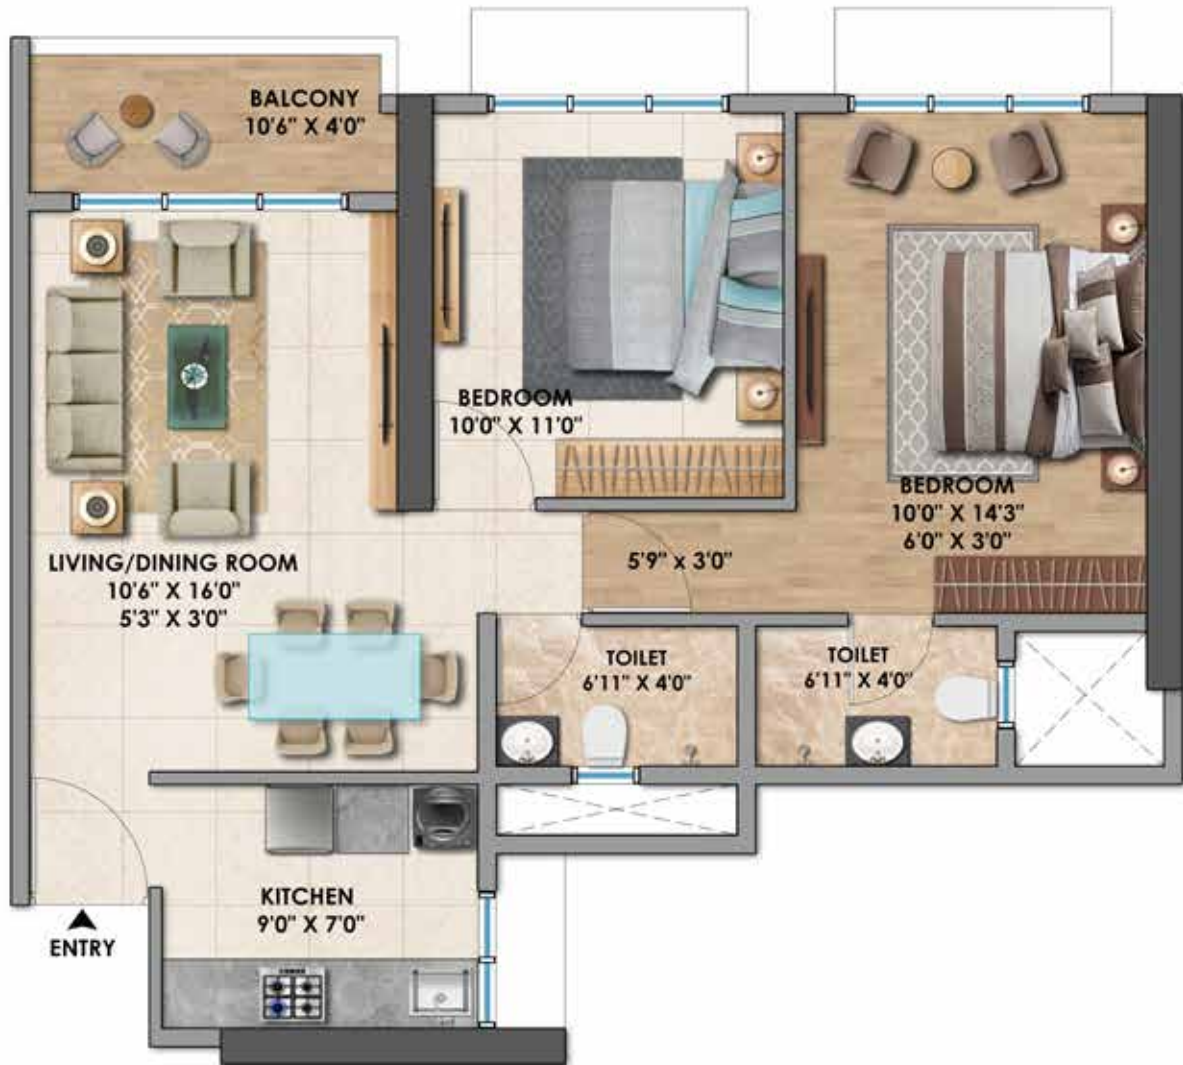 BALCONY
10'6" X 4'0"
BEDROOM
10'0" X 11'0"
BEDROOM
10'0" X 14'3"
6'0" X 3'0"
LIVING/DINING ROOM
10'6" X 16'0"
5'3" X 3'0"
5'9" x 3'0"
TOILET
6'11" X 4'0"
TOILET
6'11" X 4'0"
KITCHEN
9'0" X 7'0"
ENTRY